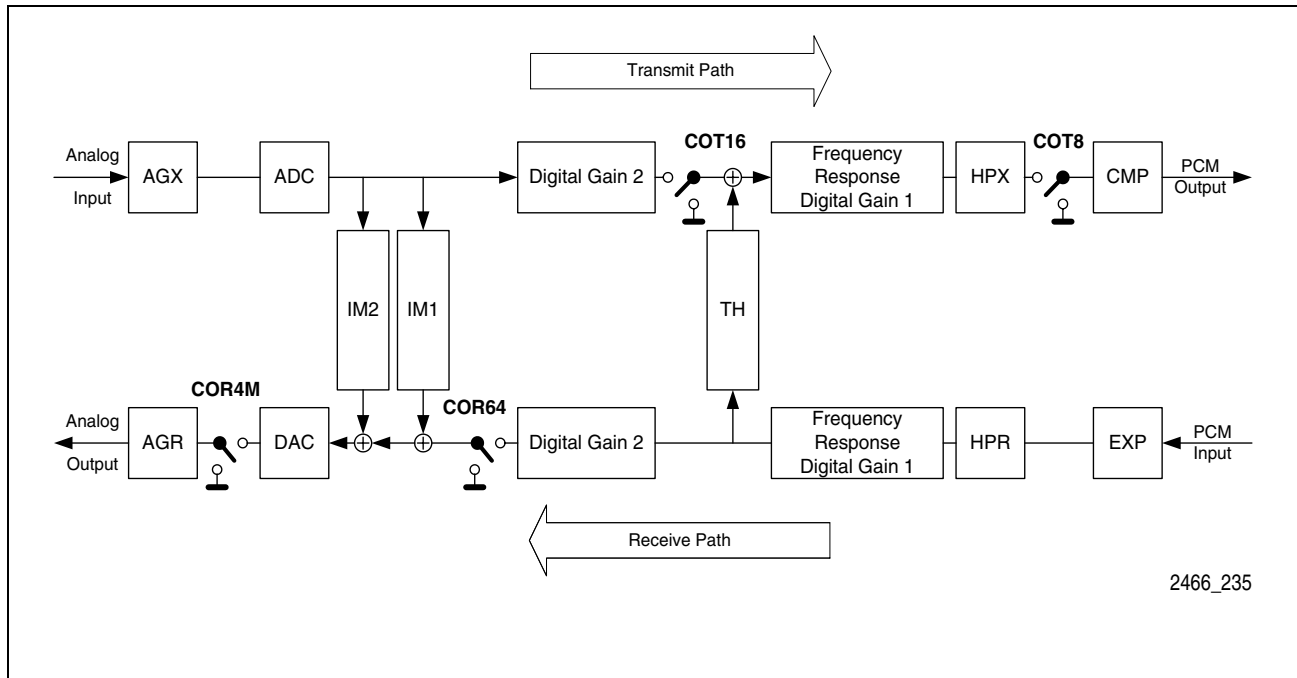 Transmit Path
COT16
COT8
Analog
Input
AGX
ADC
Digital Gain 2
Frequency
Response
Digital Gain 1
HPX
CMP
PCM
Output
IM2
IM1
TH
COR4M
COR64
Analog
Output
AGR
DAC
Digital Gain 2
Frequency
Response
Digital Gain 1
HPR
EXP
PCM
Input
Receive Path
2466_235